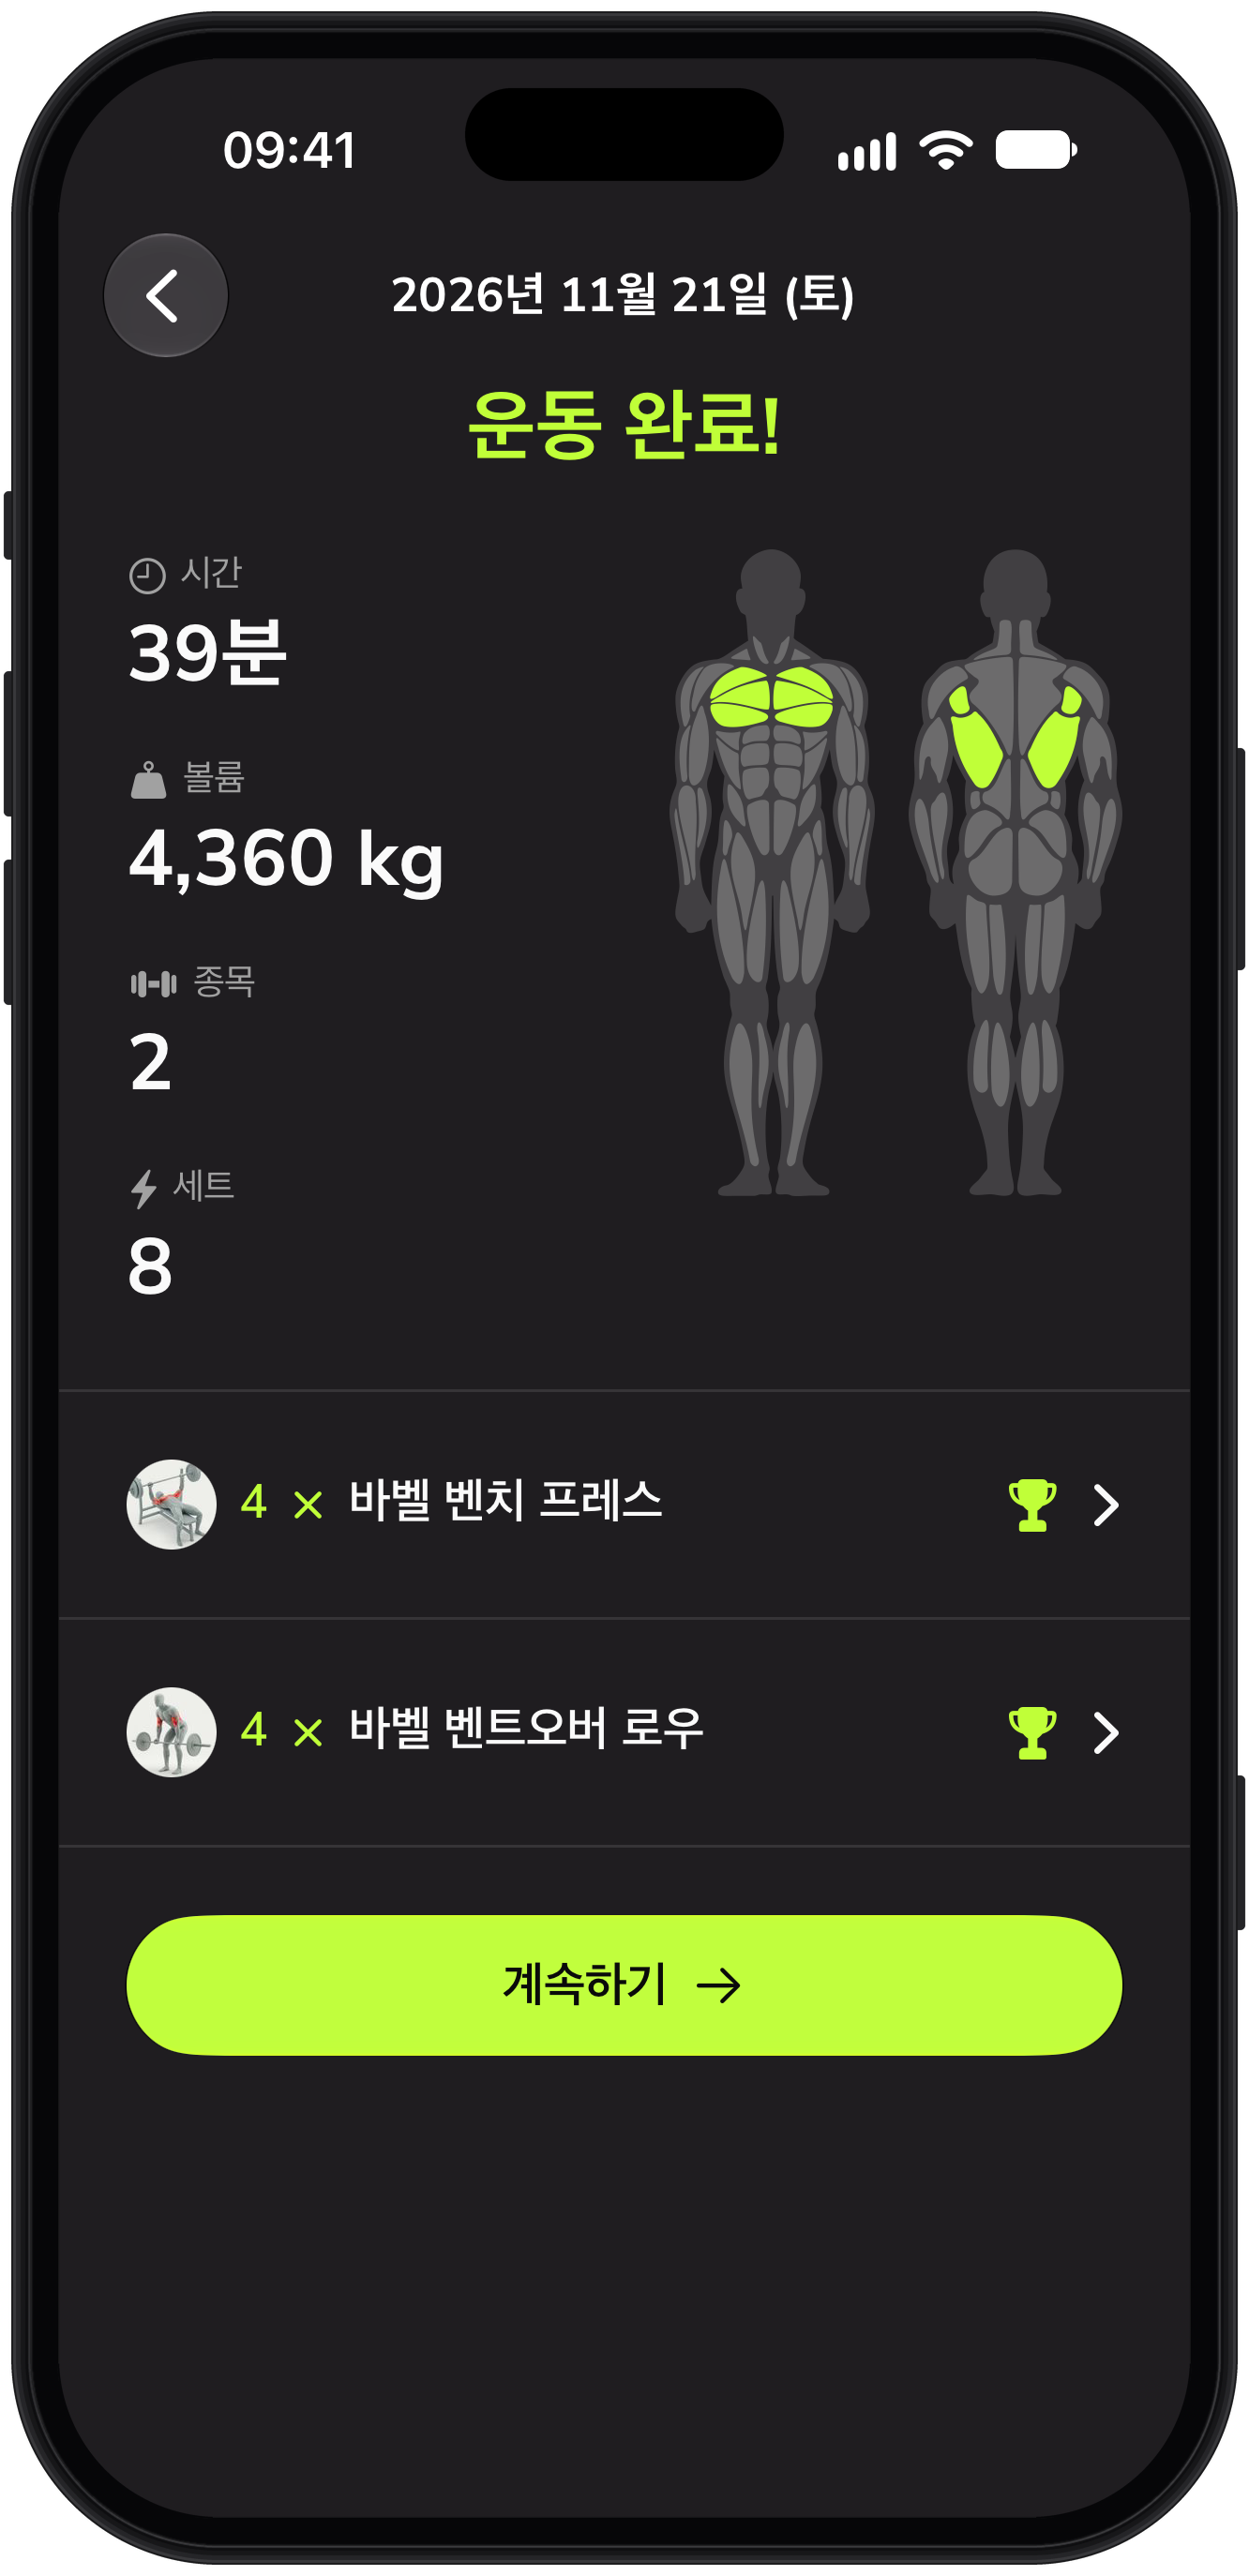 09:41
2026년 11월 21일 (토)
운동 완료!
시간
39분
볼륨
4,360 kg
종목
2
세트
8
4 × 바벨 벤치 프레스
4 × 바벨 벤트오버 로우
계속하기 →